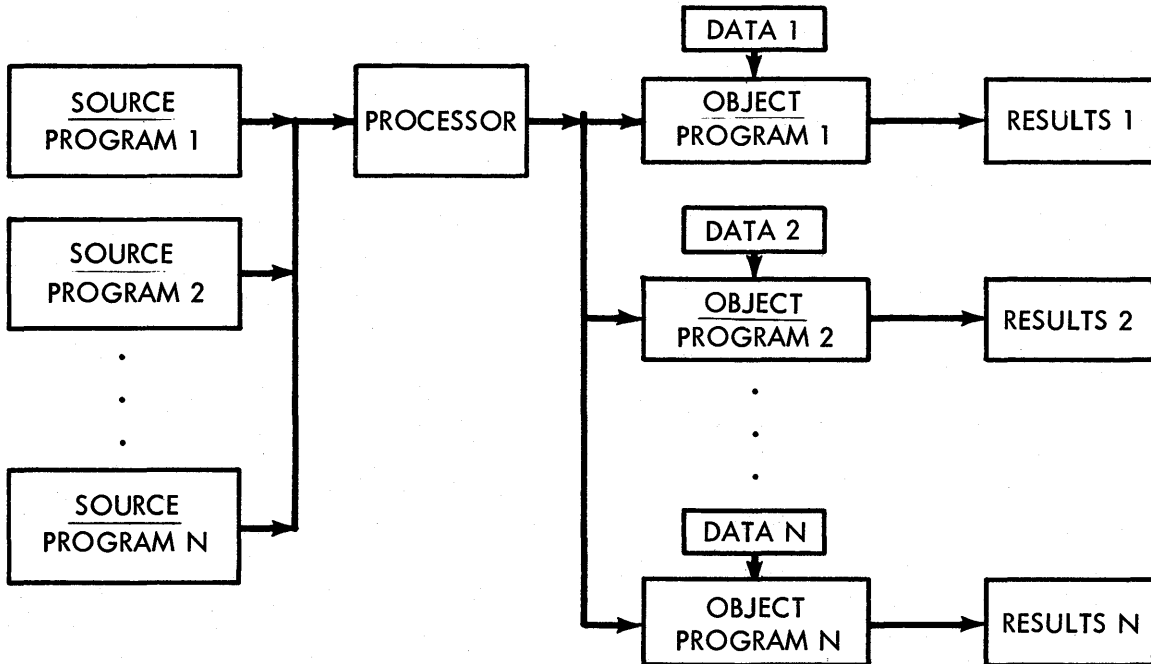 DATA 1
SOURCE
PROGRAM 1
PROCESSOR
OBJECT
PROGRAM 1
RESULTS 1
DATA 2
SOURCE
PROGRAM 2
OBJECT
PROGRAM 2
RESULTS 2
SOURCE
PROGRAM N
DATA N
OBJECT
PROGRAM N
RESULTS N